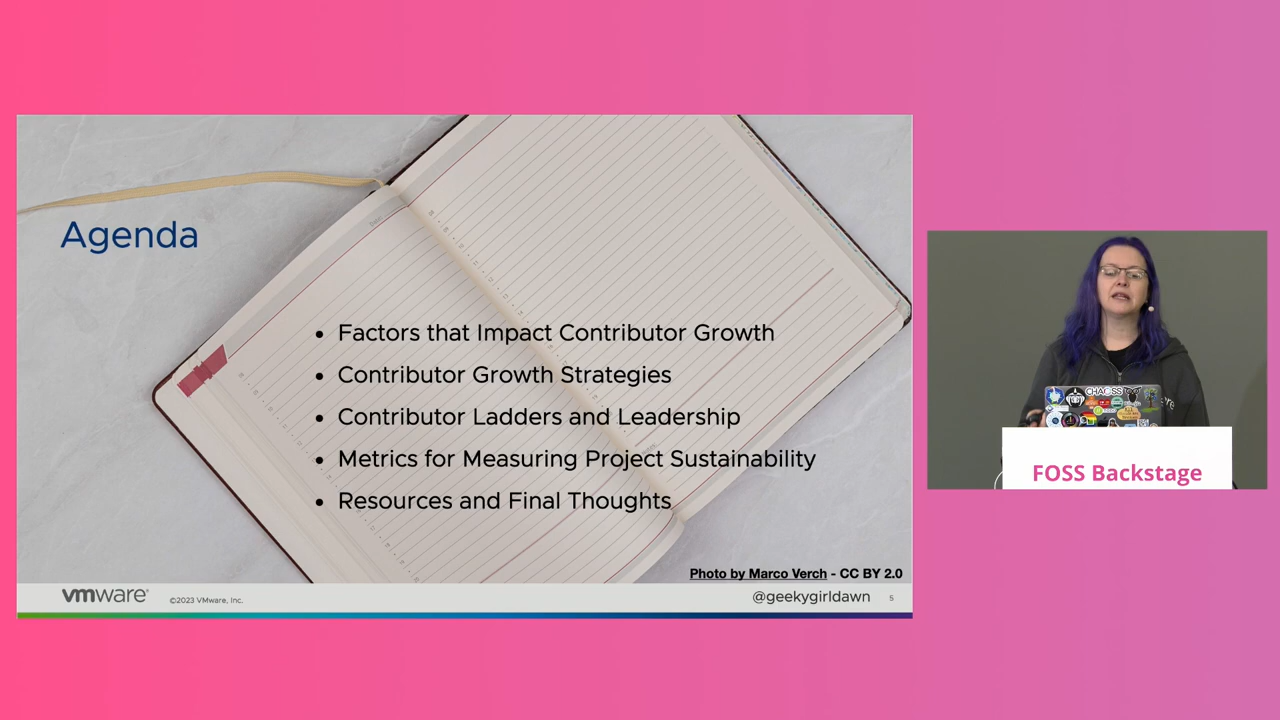 Agenda
• Factors that Impact Contributor Growth
• Contributor Growth Strategies
• Contributor Ladders and Leadership
• Metrics for Measuring Project Sustainability
• Resources and Final Thoughts
Photo by Marco Verch - CC BY 2.0
vmware®
©2023 VMware, Inc.
@geekygirldawn
5
CHAOSS
FOSS Backstage